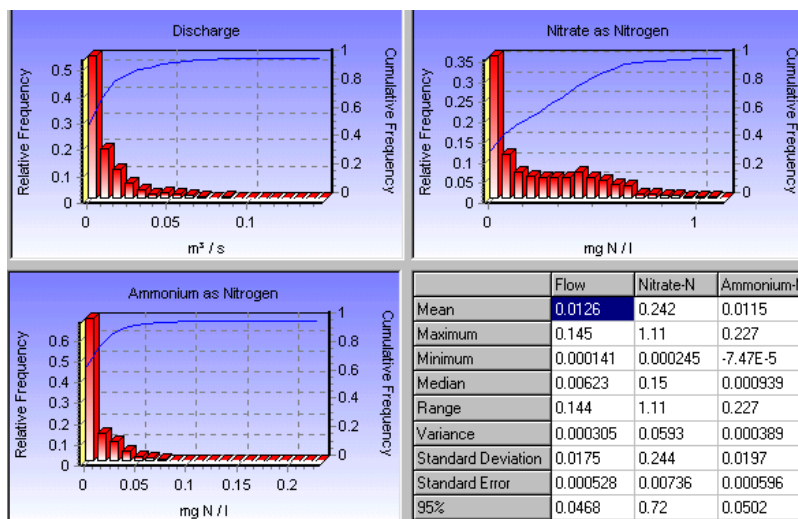 Discharge
Relative Frequency
0.5
0.4
0.3
0.2
0.1
0
1
0.8
0.6
0.4
0.2
0
Cumulative Frequency
0 0.05 0.1
m³ / s
Nitrate as Nitrogen
Relative Frequency
0.35
0.3
0.25
0.2
0.15
0.1
0.05
0
1
0.8
0.6
0.4
0.2
0
Cumulative Frequency
0 1
mg N / l
Ammonium as Nitrogen
Relative Frequency
0.6
0.5
0.4
0.3
0.2
0.1
0
1
0.8
0.6
0.4
0.2
0
Cumulative Frequency
0 0.05 0.1 0.15 0.2
mg N / l
Flow Nitrate-N Ammonium-
Mean 0.0126 0.242 0.0115
Maximum 0.145 1.11 0.227
Minimum 0.000141 0.000245 -7.47E-5
Median 0.00623 0.15 0.000939
Range 0.144 1.11 0.227
Variance 0.000305 0.0593 0.000389
Standard Deviation 0.0175 0.244 0.0197
Standard Error 0.000528 0.00736 0.000596
95% 0.0468 0.72 0.0502